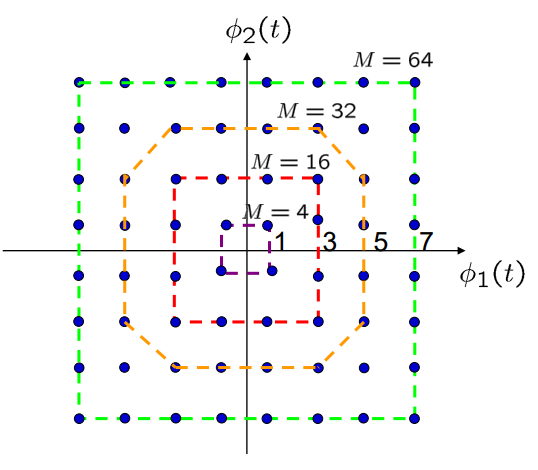 ϕ₂(t)
M = 64
M = 32
M = 16
M = 4
1 3 5 7
ϕ₁(t)